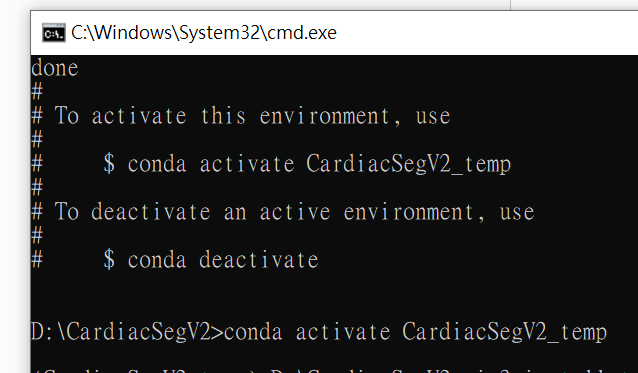 C:\Windows\System32\cmd.exe
done
#
# To activate this environment, use
#
#     $ conda activate CardiacSegV2_temp
#
# To deactivate an active environment, use
#
#     $ conda deactivate
D:\CardiacSegV2>conda activate CardiacSegV2_temp